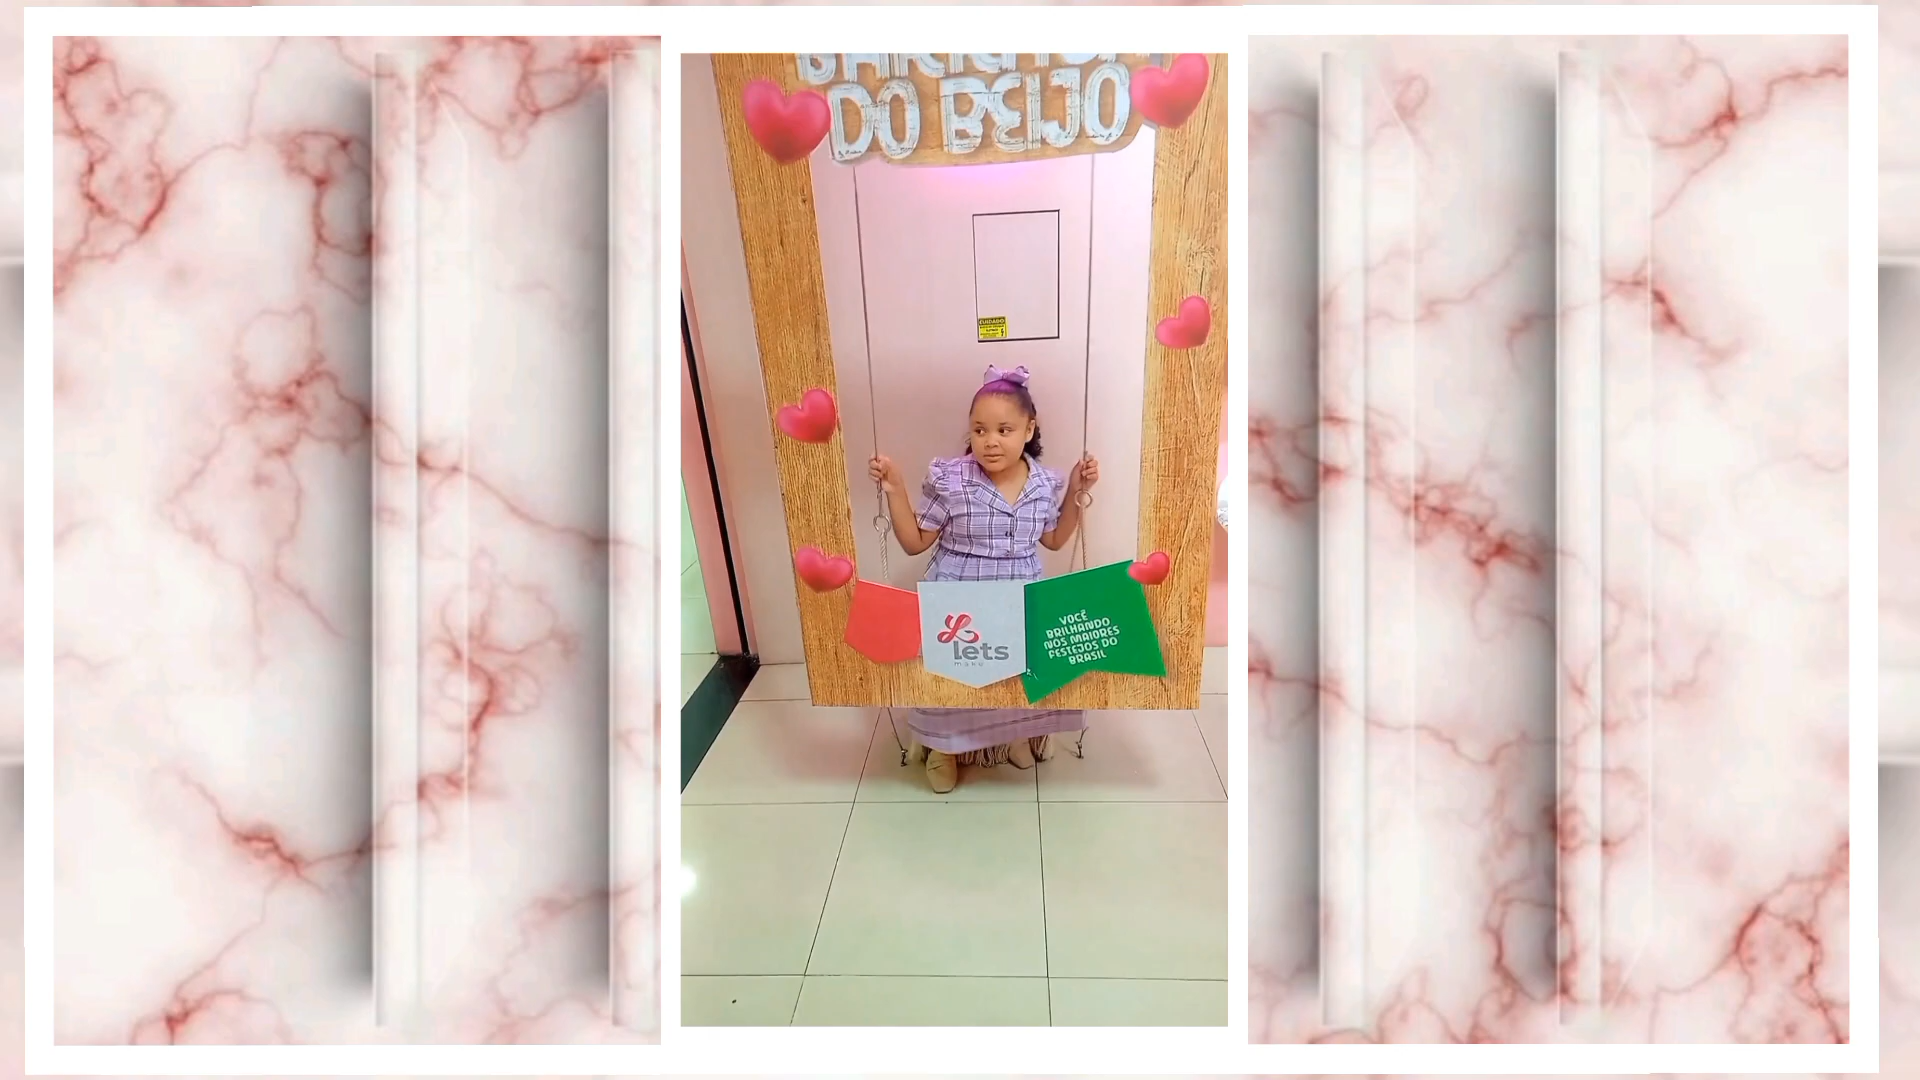 DO BEIJO
CUIDADO
lets
make
VOCÊ
BRILHANDO
NOS MAIORES
FESTEJOS DO
BRASIL